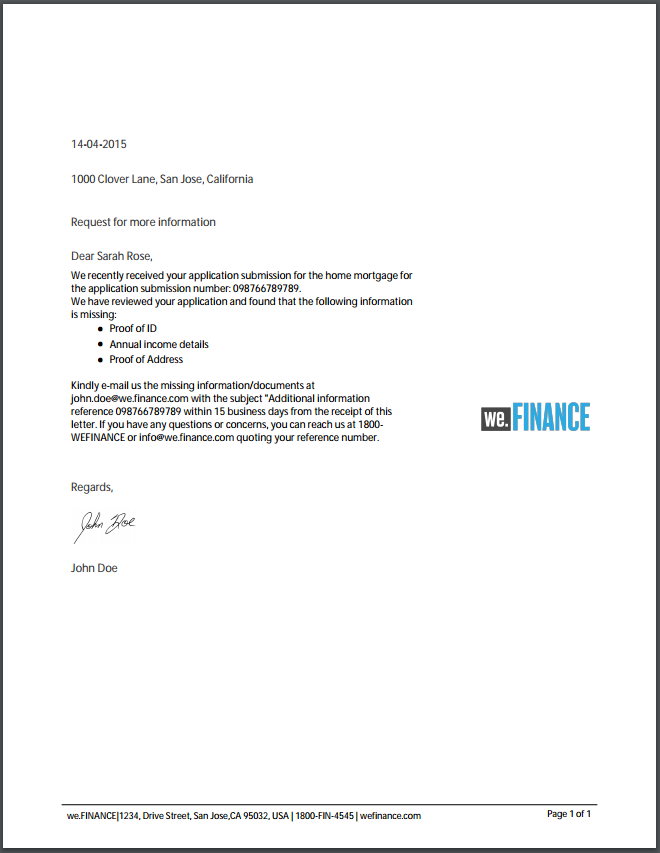 14-04-2015
1000 Clover Lane, San Jose, California
Request for more information
Dear Sarah Rose,
We recently received your application submission for the home mortgage for
the application submission number: 098766789789.
We have reviewed your application and found that the following information
is missing:
● Proof of ID
● Annual income details
● Proof of Address
Kindly e-mail us the missing information/documents at
john.doe@we.finance.com with the subject "Additional information
reference 098766789789 within 15 business days from the receipt of this
letter. If you have any questions or concerns, you can reach us at 1800-
WEFINANCE or info@we.finance.com quoting your reference number.
we.FINANCE
Regards,
John Doe
John Doe
we.FINANCE|1234, Drive Street, San Jose,CA 95032, USA | 1800-FIN-4545 | wefinance.com
Page 1 of 1